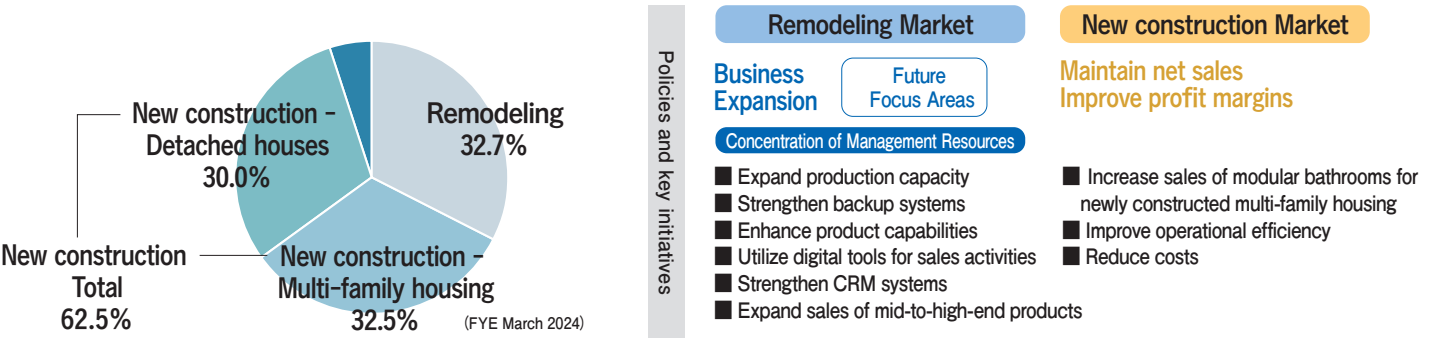 New construction -
Detached houses
30.0%
Remodeling
32.7%
New construction
Total
62.5%
New construction -
Multi-family housing
32.5%
(FYE March 2024)
Policies and key initiatives
Remodeling Market
Business
Expansion
Future
Focus Areas
Concentration of Management Resources
■ Expand production capacity
■ Strengthen backup systems
■ Enhance product capabilities
■ Utilize digital tools for sales activities
■ Strengthen CRM systems
■ Expand sales of mid-to-high-end products
New construction Market
Maintain net sales
Improve profit margins
■ Increase sales of modular bathrooms for
newly constructed multi-family housing
■ Improve operational efficiency
■ Reduce costs